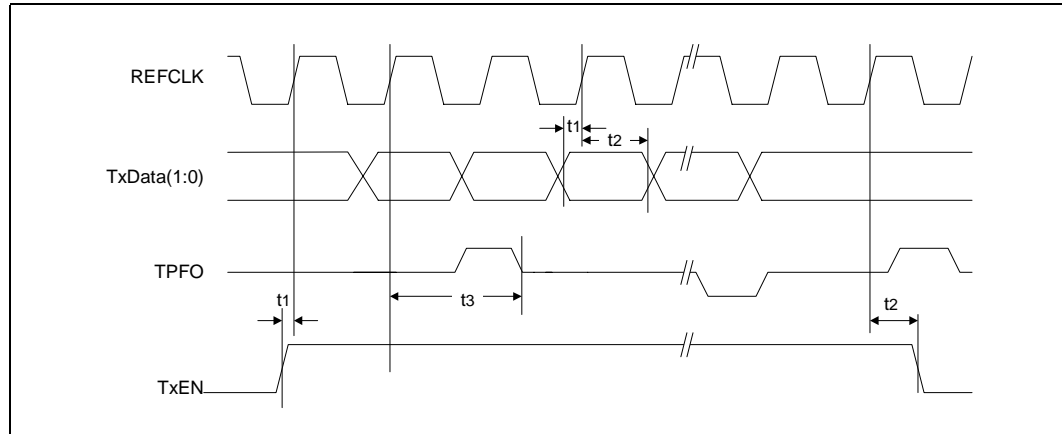 REFCLK
t1
t2
TxData(1:0)
TPFO
t1
t3
t2
TxEN